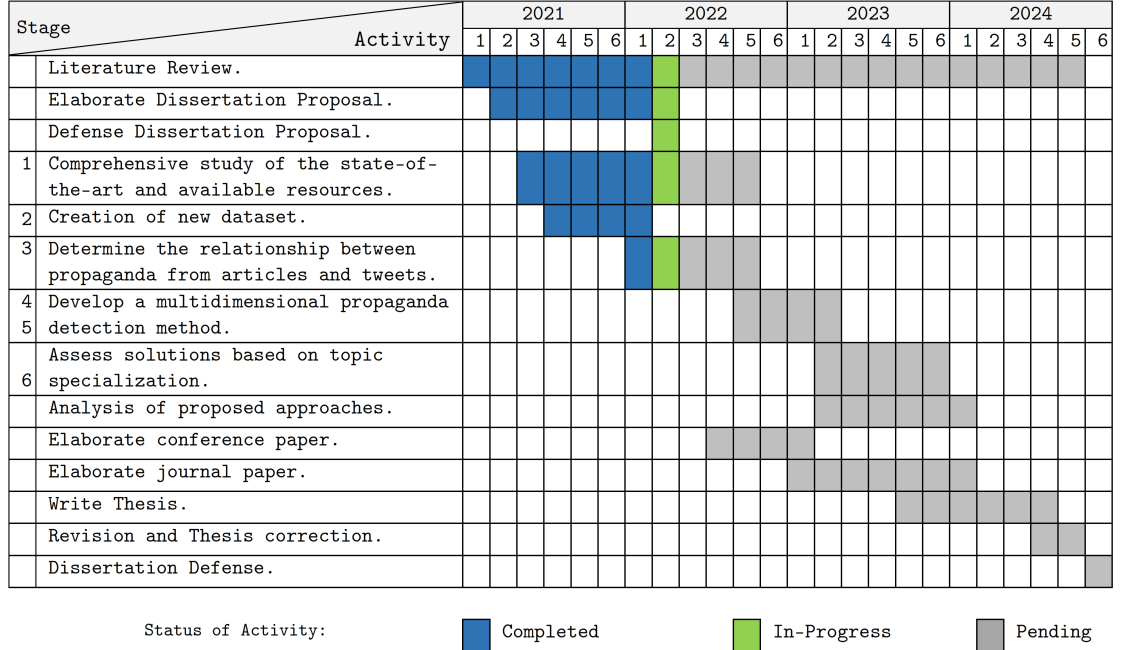 Stage
Activity
2021 2022 2023 2024
1 2 3 4 5 6 1 2 3 4 5 6 1 2 3 4 5 6 1 2 3 4 5 6
Literature Review.
Elaborate Dissertation Proposal.
Defense Dissertation Proposal.
1 Comprehensive study of the state-of-
the-art and available resources.
2 Creation of new dataset.
3 Determine the relationship between
propaganda from articles and tweets.
4 Develop a multidimensional propaganda
5 detection method.
Assess solutions based on topic
6 specialization.
Analysis of proposed approaches.
Elaborate conference paper.
Elaborate journal paper.
Write Thesis.
Revision and Thesis correction.
Dissertation Defense.
Status of Activity: Completed In-Progress Pending